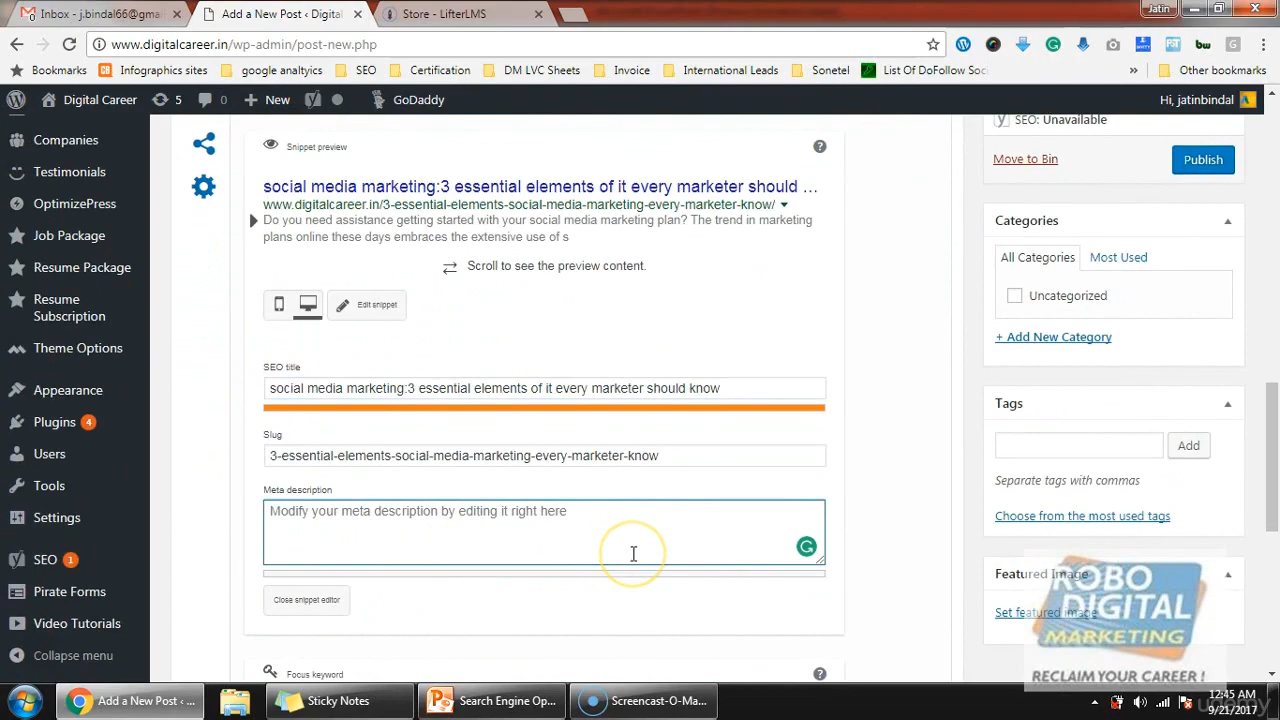 Inbox - j.bindal66@gmai
Add a New Post ‹ Digital
Store - LifterLMS
Jatin
www.digitalcareer.in/wp-admin/post-new.php
Bookmarks
Infographics sites
google analtyics
SEO
Certification
DM LVC Sheets
Invoice
International Leads
Sonetel
List Of DoFollow Soc
»
Other bookmarks
Digital Career
5
0
New
GoDaddy
Hi, jatinbindal
Companies
Testimonials
OptimizePress
Job Package
Resume Package
Resume
Subscription
Theme Options
Appearance
Plugins 4
Users
Tools
Settings
SEO 1
Pirate Forms
Video Tutorials
Collapse menu
Snippet preview
social media marketing:3 essential elements of it every marketer should ...
www.digitalcareer.in/3-essential-elements-social-media-marketing-every-marketer-know/
Do you need assistance getting started with your social media marketing plan? The trend in marketing
plans online these days embraces the extensive use of s
Scroll to see the preview content.
Edit snippet
SEO title
social media marketing:3 essential elements of it every marketer should know
Slug
3-essential-elements-social-media-marketing-every-marketer-know
Meta description
Modify your meta description by editing it right here
Close snippet editor
Focus keyword
SEO: Unavailable
Move to Bin
Publish
Categories
All Categories
Most Used
Uncategorized
+ Add New Category
Tags
Add
Separate tags with commas
Choose from the most used tags
Featured Image
Set featured image
ROBO
DIGITAL
MARKETING
RECLAIM YOUR CAREER !
Add a New Post ‹ Di...
Sticky Notes
Search Engine Op...
Screencast-O-Ma...
12:45 AM
9/21/2017
udemy